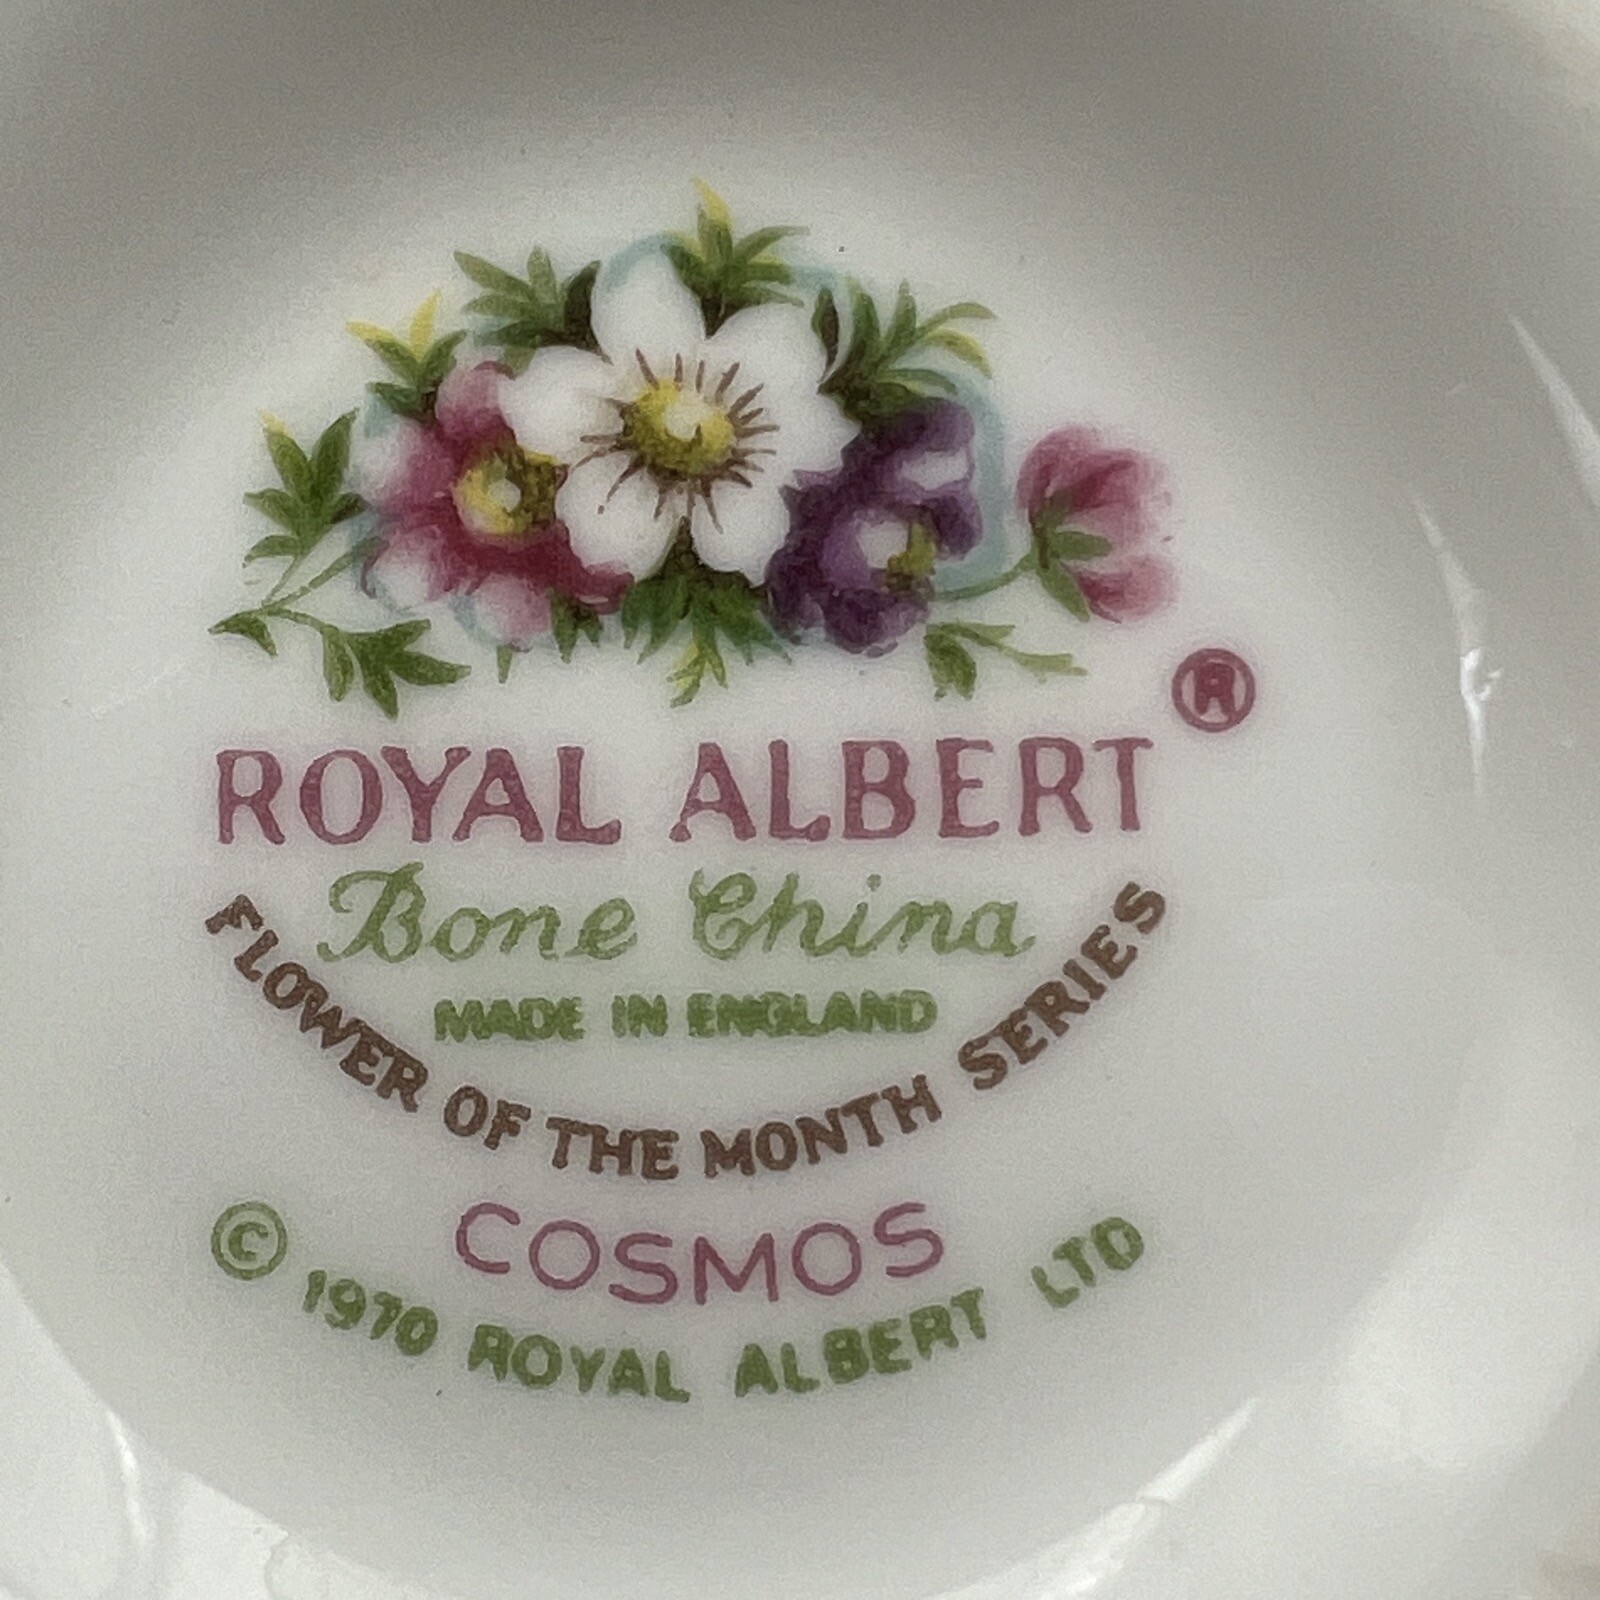 ROYAL ALBERT ®
Bone China
MADE IN ENGLAND
FLOWER OF THE MONTH SERIES
COSMOS
© 1970 ROYAL ALBERT LTD